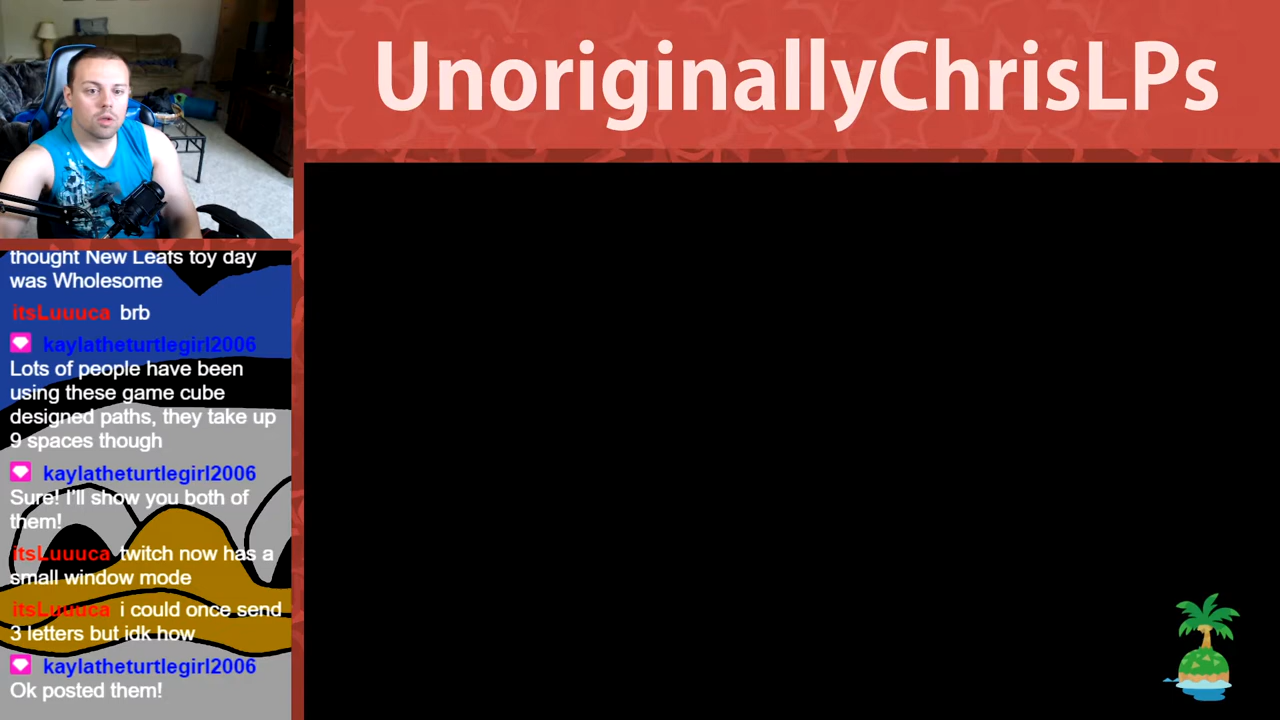 UnoriginallyChrisLPs
thought New Leafs toy day
was Wholesome
itsLuuuca brb
kaylatheturtlegirl2006
Lots of people have been
using these game cube
designed paths, they take up
9 spaces though
kaylatheturtlegirl2006
Sure! I'll show you both of
them!
itsLuuuca twitch now has a
small window mode
itsLuuuca i could once send
3 letters but idk how
kaylatheturtlegirl2006
Ok posted them!